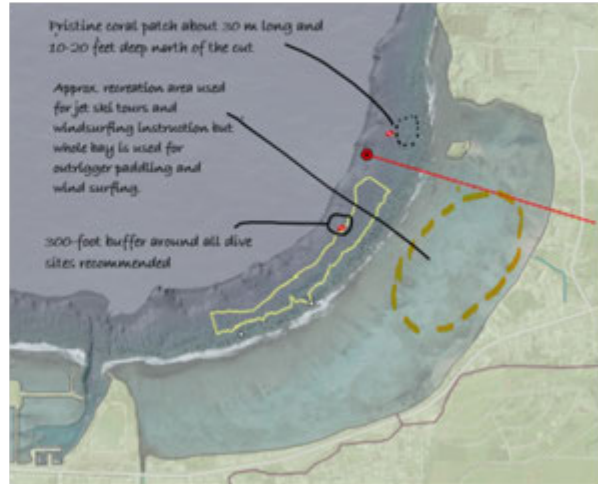 Pristine coral patch about 30 m long and
10-20 feet deep north of the cut
Approx. recreation area used
for jet ski tours and
windsurfing instruction but
whole bay is used for
outrigger paddling and
wind surfing.
300-foot buffer around all dive
sites recommended